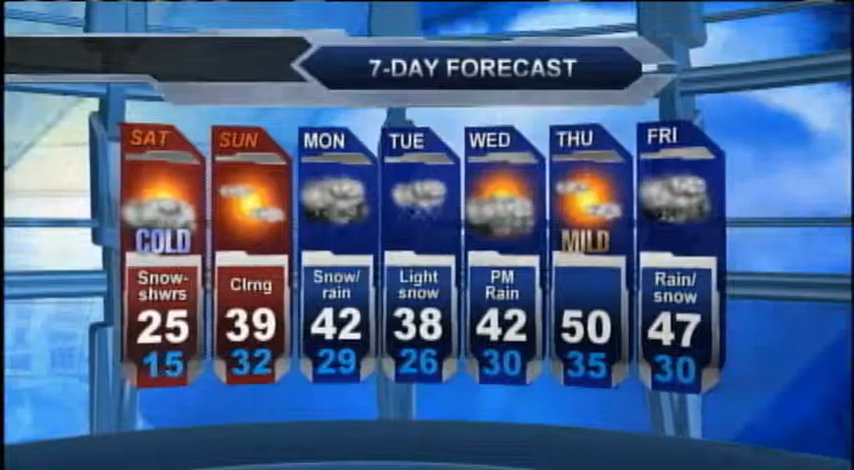 7-DAY FORECAST
SAT
SUN
MON
TUE
WED
THU
FRI
COLD
MILD
Snow-
shwrs
Clrng
Snow/
rain
Light
snow
PM
Rain
Rain/
snow
25
39
42
38
42
50
47
15
32
29
26
30
35
30